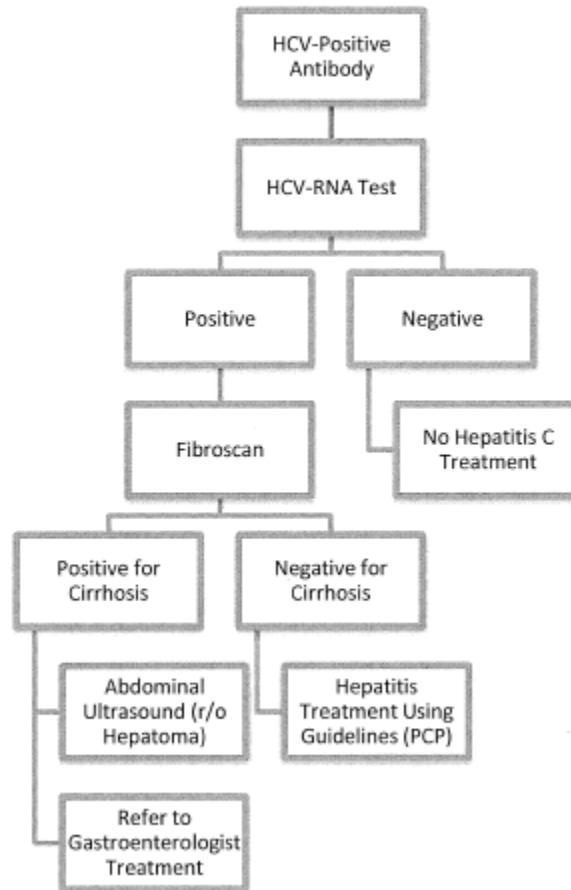 HCV-Positive
Antibody
HCV-RNA Test
Positive
Negative
Fibroscan
No Hepatitis C
Treatment
Positive for
Cirrhosis
Negative for
Cirrhosis
Abdominal
Ultrasound (r/o
Hepatoma)
Hepatitis
Treatment Using
Guidelines (PCP)
Refer to
Gastroenterologist
Treatment